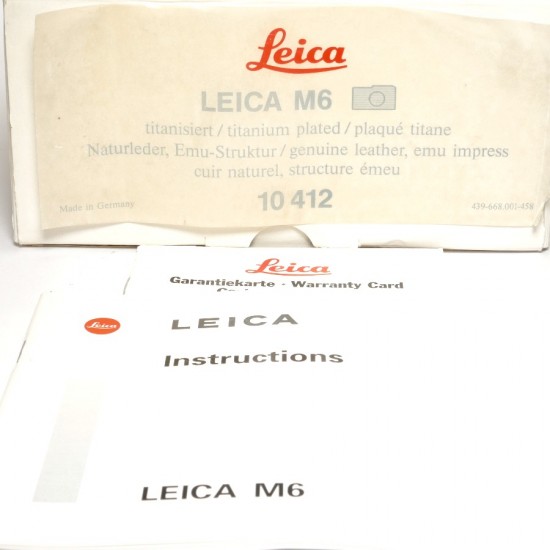 Leica
LEICA M6
titanisiert / titanium plated / plaqué titane
Naturleder, Emu-Struktur / genuine leather, emu impress
cuir naturel, structure émeu
10 412
Made in Germany
439-668.001-458
Leica
Garantiekarte · Warranty Card
Leica
LEICA
Instructions
LEICA M6